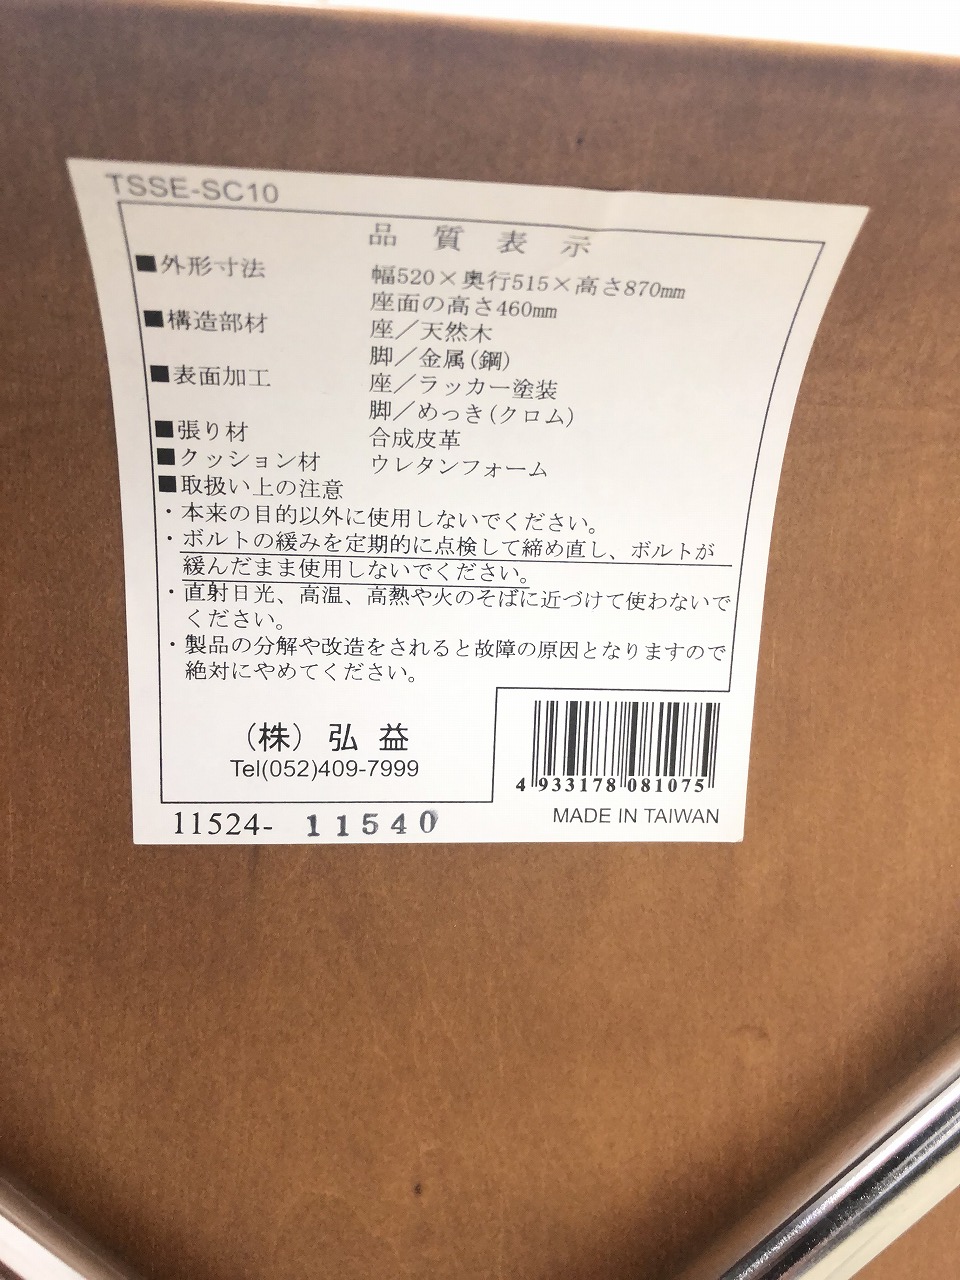 TSSE-SC10
品質表示
■外形寸法 幅520×奥行515×高さ870mm
座面の高さ460mm
■構造部材 座／天然木
脚／金属(鋼)
■表面加工 座／ラッカー塗装
脚／めっき(クロム)
■張り材 合成皮革
■クッション材 ウレタンフォーム
■取扱い上の注意
・本来の目的以外に使用しないでください。
・ボルトの緩みを定期的に点検して締め直し、ボルトが
緩んだまま使用しないでください。
・直射日光、高温、高熱や火のそばに近づけて使わないで
ください。
・製品の分解や改造をされると故障の原因となりますので
絶対にやめてください。
（株）弘益
Tel(052)409-7999
4 933178 081075
11524- 11540
MADE IN TAIWAN